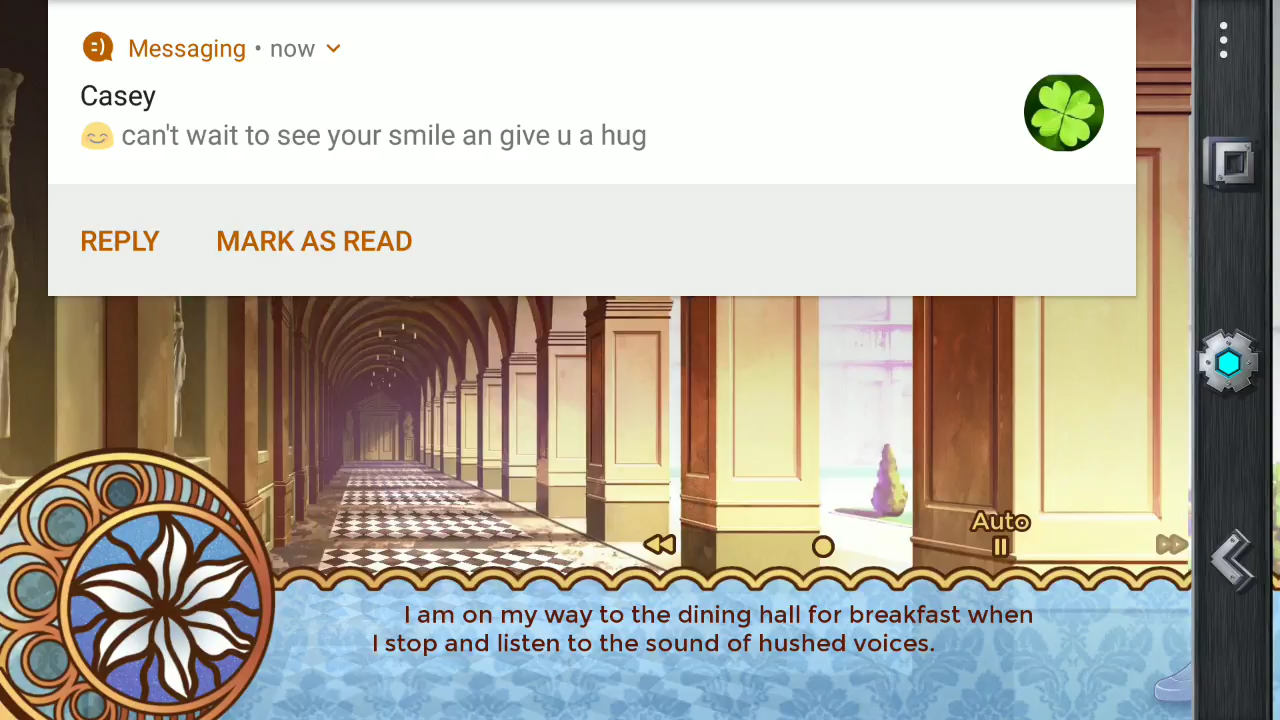 Messaging • now
Casey
😊 can't wait to see your smile an give u a hug
REPLY MARK AS READ
Auto
I am on my way to the dining hall for breakfast when
I stop and listen to the sound of hushed voices.